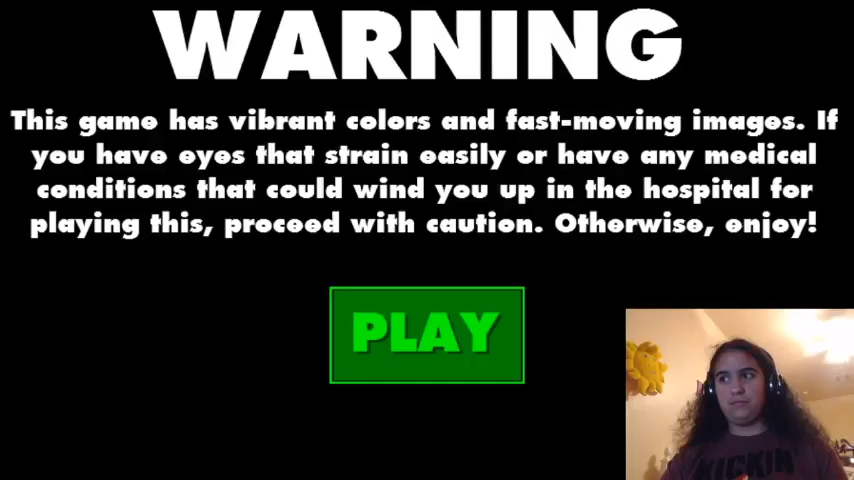 WARNING
This game has vibrant colors and fast-moving images. If
you have eyes that strain easily or have any medical
conditions that could wind you up in the hospital for
playing this, proceed with caution. Otherwise, enjoy!
PLAY
KICKIN'